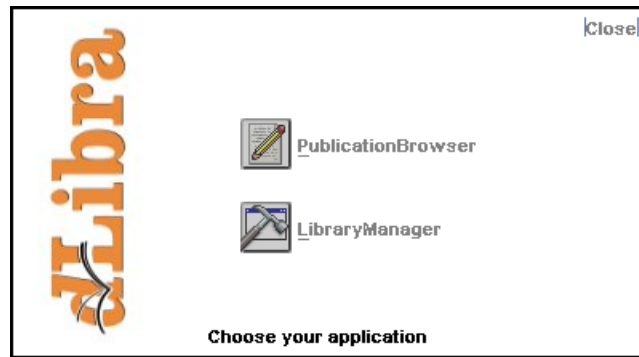 Close
dLibra
PublicationBrowser
LibraryManager
Choose your application